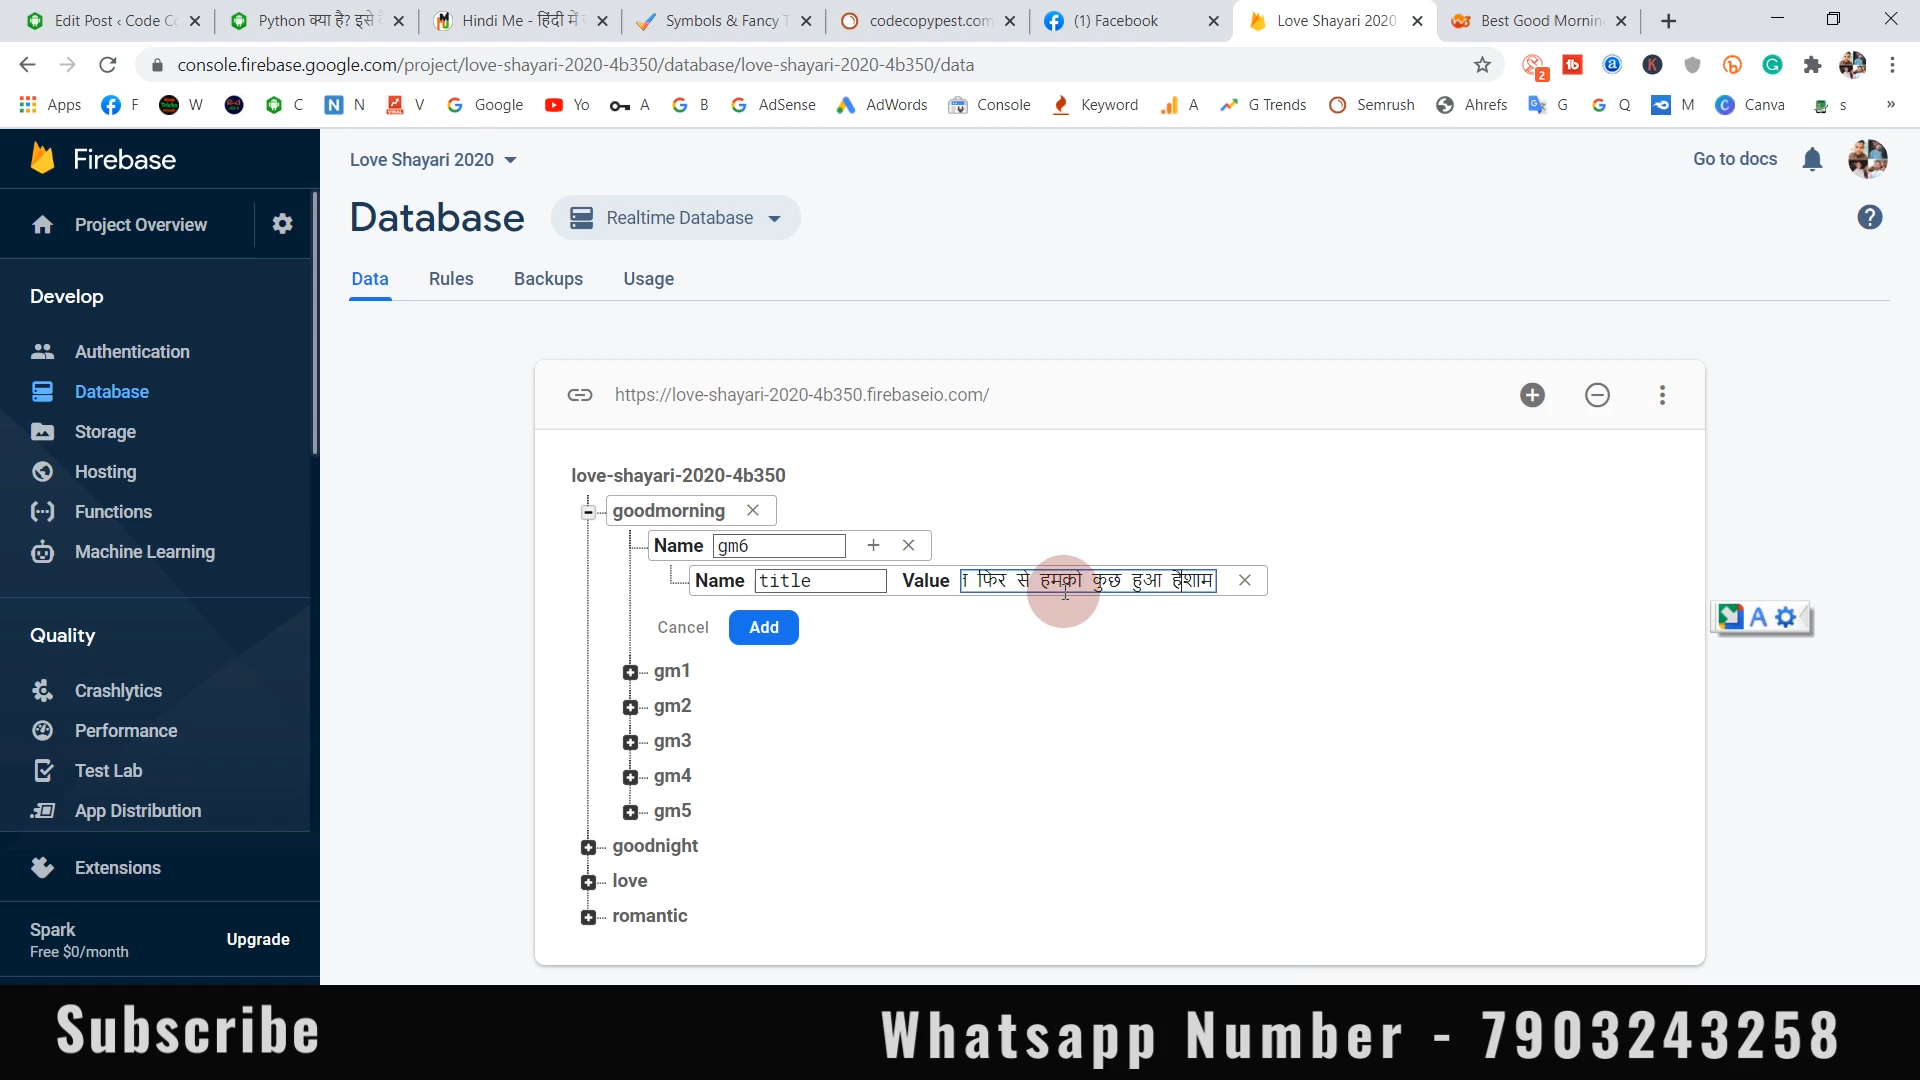 Edit Post ‹ Code C
Python क्या है? इसे
Hindi Me - हिंदी में
Symbols & Fancy T
codecopypest.com
(1) Facebook
Love Shayari 2020
Best Good Mornin
console.firebase.google.com/project/love-shayari-2020-4b350/database/love-shayari-2020-4b350/data
2
Apps F W C N V Google Yo A B AdSense AdWords Console Keyword A G Trends Semrush Ahrefs G Q M Canva s »
Firebase
Love Shayari 2020
Go to docs
Project Overview
Database
Realtime Database
Data Rules Backups Usage
Develop
Authentication
Database
Storage
Hosting
Functions
Machine Learning
Quality
Crashlytics
Performance
Test Lab
App Distribution
Extensions
Spark
Free $0/month
Upgrade
https://love-shayari-2020-4b350.firebaseio.com/
love-shayari-2020-4b350
goodmorning
Name gm6
Name title Value फिर से हमको कुछ हुआ हैशाम
Cancel Add
gm1
gm2
gm3
gm4
gm5
goodnight
love
romantic
Subscribe
Whatsapp Number - 7903243258